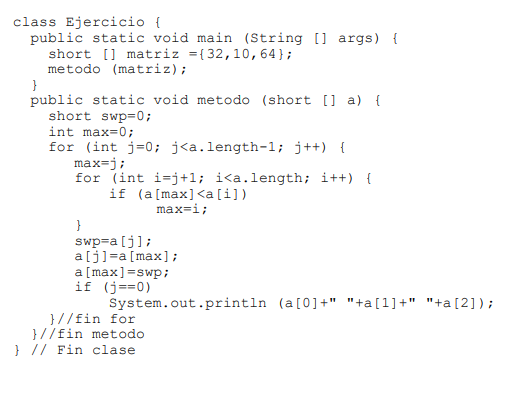 class Ejercicio {
  public static void main (String [] args) {
    short [] matriz ={32,10,64};
    metodo (matriz);
  }
  public static void metodo (short [] a) {
    short swp=0;
    int max=0;
    for (int j=0; j<a.length-1; j++) {
       max=j;
       for (int i=j+1; i<a.length; i++) {
           if (a[max]<a[i])
                max=i;
       }
       swp=a[j];
       a[j]=a[max];
       a[max]=swp;
       if (j==0)
           System.out.println (a[0]+" "+a[1]+" "+a[2]);
    }//fin for
  }//fin metodo
} // Fin clase